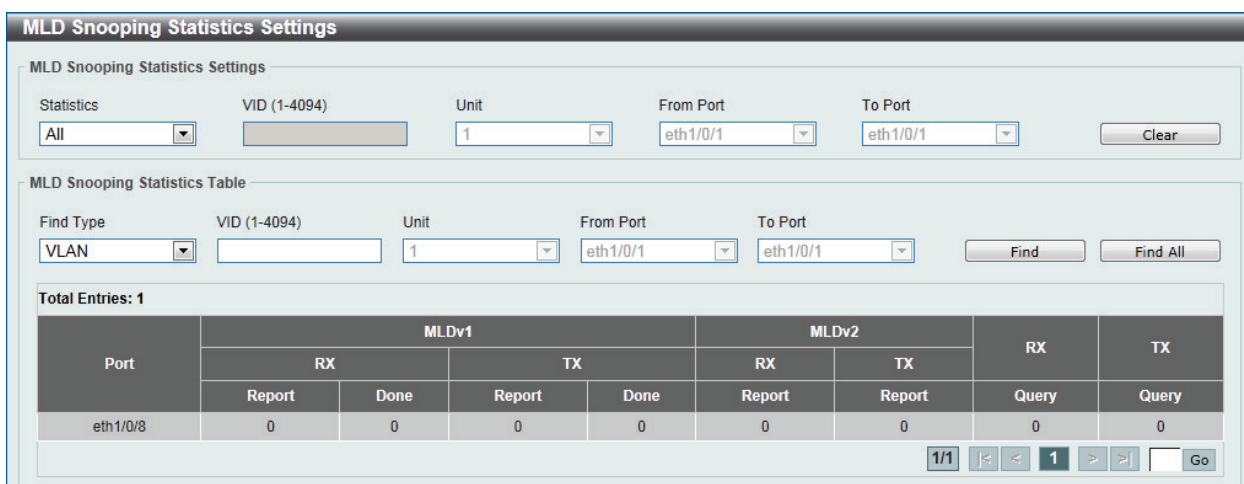 MLD Snooping Statistics Settings
MLD Snooping Statistics Settings
Statistics VID (1-4094) Unit From Port To Port
All 1 eth1/0/1 eth1/0/1 Clear
MLD Snooping Statistics Table
Find Type VID (1-4094) Unit From Port To Port
VLAN 1 eth1/0/1 eth1/0/1 Find Find All
Total Entries: 1
Port MLDv1 MLDv2 RX TX
RX TX RX TX
Report Done Report Done Report Report Query Query
eth1/0/8 0 0 0 0 0 0 0 0
1/1 |< < 1 > >| Go